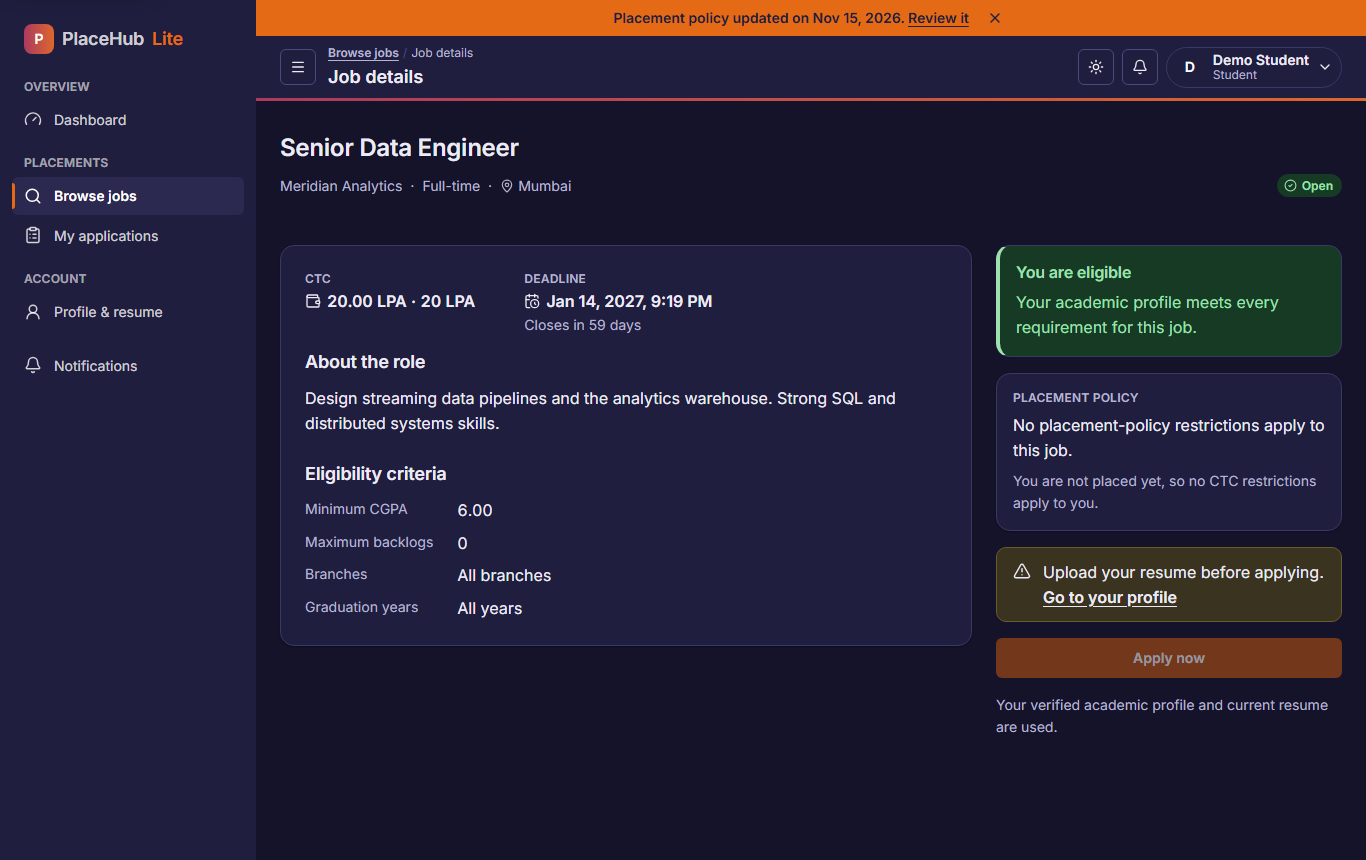 P PlaceHub Lite
OVERVIEW
Dashboard
PLACEMENTS
Browse jobs
My applications
ACCOUNT
Profile & resume
Notifications
Placement policy updated on Nov 15, 2026. Review it
Browse jobs / Job details
Job details
D
Demo Student
Student
Senior Data Engineer
Meridian Analytics · Full-time · Mumbai
Open
CTC
20.00 LPA · 20 LPA
DEADLINE
Jan 14, 2027, 9:19 PM
Closes in 59 days
About the role
Design streaming data pipelines and the analytics warehouse. Strong SQL and
distributed systems skills.
Eligibility criteria
Minimum CGPA 6.00
Maximum backlogs 0
Branches All branches
Graduation years All years
You are eligible
Your academic profile meets every
requirement for this job.
PLACEMENT POLICY
No placement-policy restrictions apply to
this job.
You are not placed yet, so no CTC restrictions
apply to you.
Upload your resume before applying.
Go to your profile
Apply now
Your verified academic profile and current resume
are used.